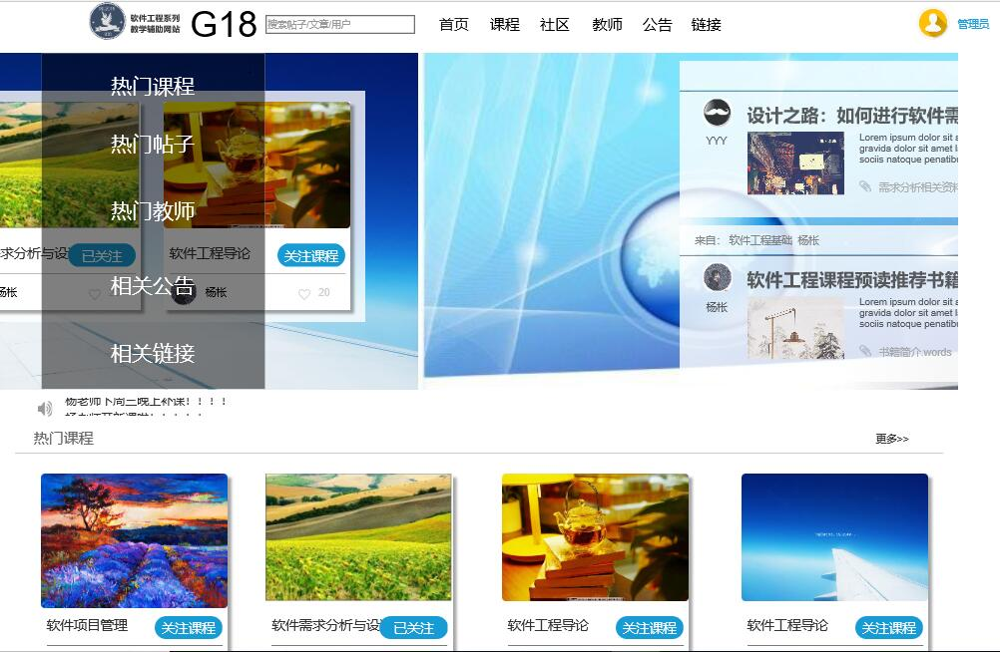 软件工程系列
教学辅助网站
G18
搜索帖子/文章/用户
首页 课程 社区 教师 公告 链接
管理员
热门课程
热门帖子
热门教师
相关公告
相关链接
求分析与设
已关注
杨怅
软件工程导论
关注课程
杨怅
20
YYY
设计之路：如何进行软件需
Lorem ipsum dolor sit a
gravida dolor sit amet l
sociis natoque penatibu
需求分析相关资料
来自： 软件工程基础 杨怅
杨怅
软件工程课程预读推荐书籍
Lorem ipsum dolor sit a
gravida dolor sit amet l
sociis natoque penatibu
书籍简介.words
杨老师下周三晚上补课！！！！
热门课程
更多>>
软件项目管理
关注课程
软件需求分析与设
已关注
软件工程导论
关注课程
软件工程导论
关注课程